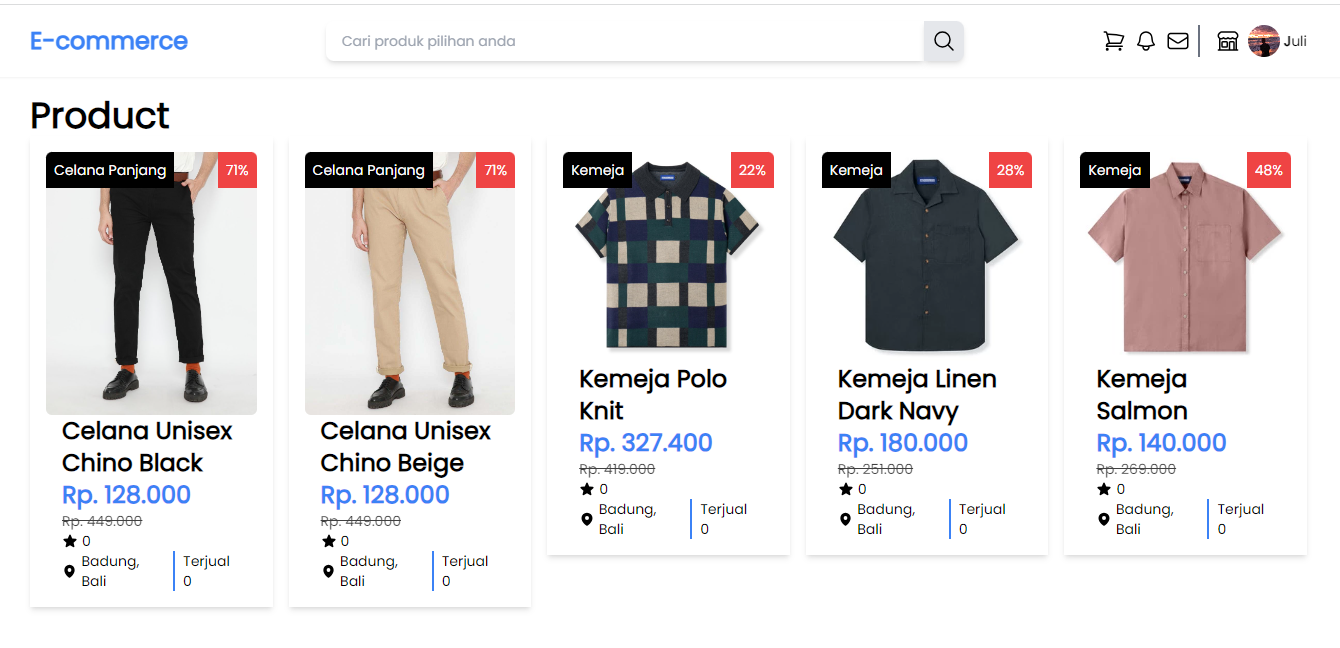 E-commerce
Cari produk pilihan anda
Juli
Product
Celana Panjang
71%
Celana Unisex
Chino Black
Rp. 128.000
Rp. 449.000
0
Badung,
Bali
Terjual
0
Celana Panjang
71%
Celana Unisex
Chino Beige
Rp. 128.000
Rp. 449.000
0
Badung,
Bali
Terjual
0
Kemeja
22%
Kemeja Polo
Knit
Rp. 327.400
Rp. 419.000
0
Badung,
Bali
Terjual
0
Kemeja
28%
Kemeja Linen
Dark Navy
Rp. 180.000
Rp. 251.000
0
Badung,
Bali
Terjual
0
Kemeja
48%
Kemeja
Salmon
Rp. 140.000
Rp. 269.000
0
Badung,
Bali
Terjual
0